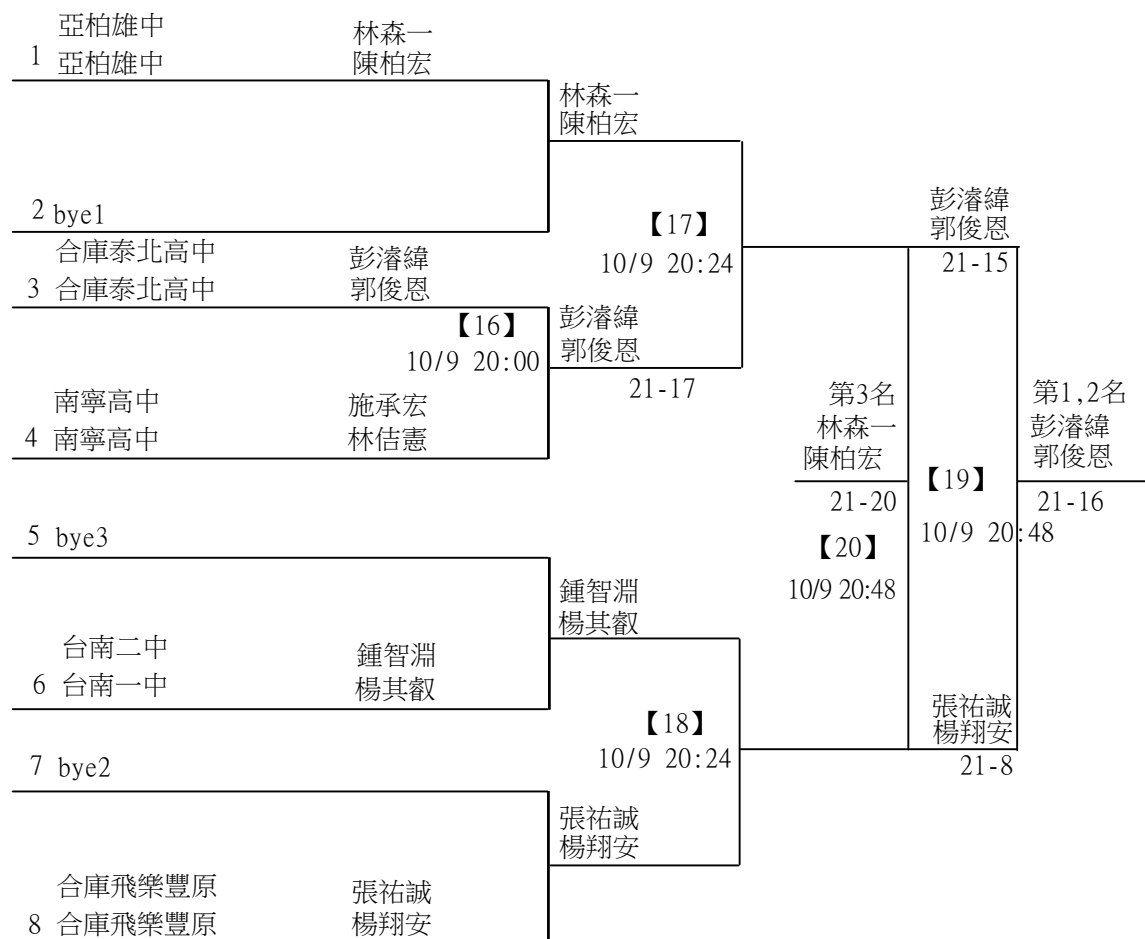 亞柏雄中 林森一
1 亞柏雄中 陳柏宏
林森一
陳柏宏
2 bye1
合庫泰北高中 彭濬緯
3 合庫泰北高中 郭俊恩
【16】
10/9 20:00
彭濬緯
郭俊恩
21-17
南寧高中 施承宏
4 南寧高中 林佶憲
【17】
10/9 20:24
彭濬緯
郭俊恩
21-15
第3名
林森一
陳柏宏
21-20
【20】
10/9 20:48
【19】
10/9 20:48
第1,2名
彭濬緯
郭俊恩
21-16
5 bye3
鍾智淵
楊其叡
台南二中 鍾智淵
6 台南一中 楊其叡
【18】
10/9 20:24
張祐誠
楊翔安
21-8
7 bye2
張祐誠
楊翔安
合庫飛樂豐原 張祐誠
8 合庫飛樂豐原 楊翔安